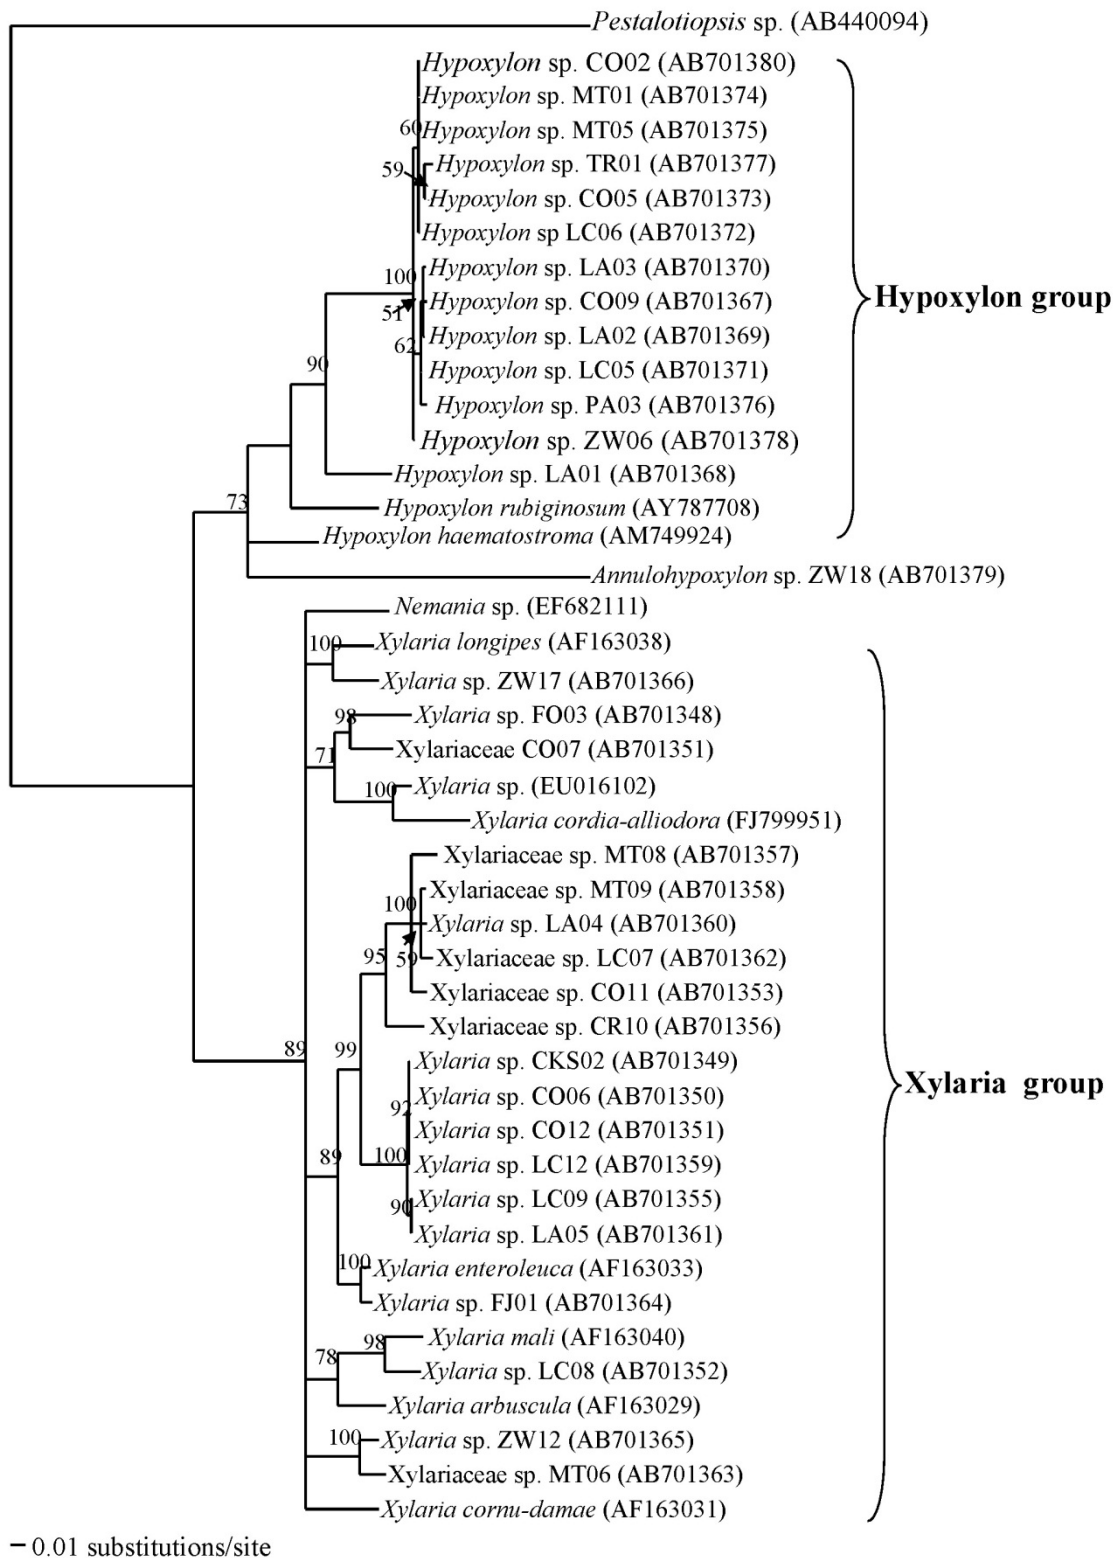 Pestalotiopsis sp. (AB440094)
Hypoxylon sp. CO02 (AB701380)
Hypoxylon sp. MT01 (AB701374)
60
Hypoxylon sp. MT05 (AB701375)
59
Hypoxylon sp. TR01 (AB701377)
Hypoxylon sp. CO05 (AB701373)
Hypoxylon sp LC06 (AB701372)
100
Hypoxylon sp. LA03 (AB701370)
Hypoxylon group
51
Hypoxylon sp. CO09 (AB701367)
Hypoxylon sp. LA02 (AB701369)
62
90
Hypoxylon sp. LC05 (AB701371)
Hypoxylon sp. PA03 (AB701376)
Hypoxylon sp. ZW06 (AB701378)
Hypoxylon sp. LA01 (AB701368)
73
Hypoxylon rubiginosum (AY787708)
Hypoxylon haematostroma (AM749924)
Annulohypoxylon sp. ZW18 (AB701379)
Nemania sp. (EF682111)
100
Xylaria longipes (AF163038)
Xylaria sp. ZW17 (AB701366)
98
Xylaria sp. FO03 (AB701348)
71
Xylariaceae CO07 (AB701351)
100
Xylaria sp. (EU016102)
Xylaria cordia-alliodora (FJ799951)
Xylariaceae sp. MT08 (AB701357)
100
Xylariaceae sp. MT09 (AB701358)
Xylaria sp. LA04 (AB701360)
95
59
Xylariaceae sp. LC07 (AB701362)
Xylariaceae sp. CO11 (AB701353)
Xylariaceae sp. CR10 (AB701356)
89
99
Xylaria sp. CKS02 (AB701349)
Xylaria group
92
Xylaria sp. CO06 (AB701350)
Xylaria sp. CO12 (AB701351)
89
100
Xylaria sp. LC12 (AB701359)
90
Xylaria sp. LC09 (AB701355)
Xylaria sp. LA05 (AB701361)
100
Xylaria enteroleuca (AF163033)
Xylaria sp. FJ01 (AB701364)
98
Xylaria mali (AF163040)
78
Xylaria sp. LC08 (AB701352)
Xylaria arbuscula (AF163029)
100
Xylaria sp. ZW12 (AB701365)
Xylariaceae sp. MT06 (AB701363)
Xylaria cornu-damae (AF163031)
0.01 substitutions/site